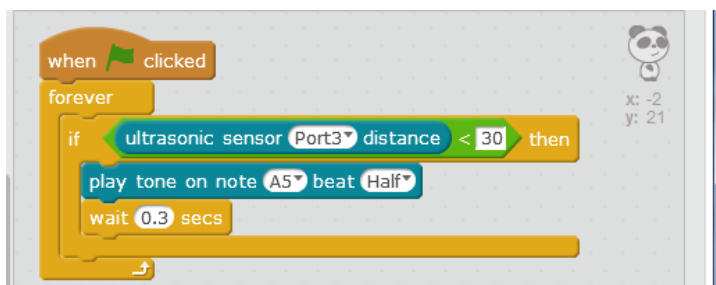 when clicked
forever
if ultrasonic sensor Port3 distance < 30 then
play tone on note A5 beat Half
wait 0.3 secs
x: -2
y: 21